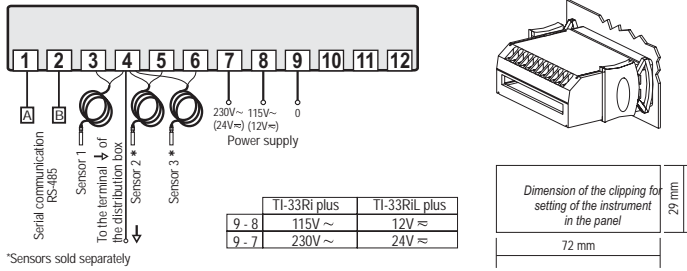 1 2 3 4 5 6 7 8 9 10 11 12
A B
230V~ 115V~ 0
(24V≂) (12V≂)
Power supply
Serial communication
RS-485
Sensor 1
To the terminal ⏚ of
the distribution box
Sensor 2 *
Sensor 3 *
TI-33Ri plus TI-33RiL plus
9 - 8 115V ~ 12V ≂
9 - 7 230V ~ 24V ≂
*Sensors sold separately
Dimension of the clipping for
setting of the instrument
in the panel
29 mm
72 mm